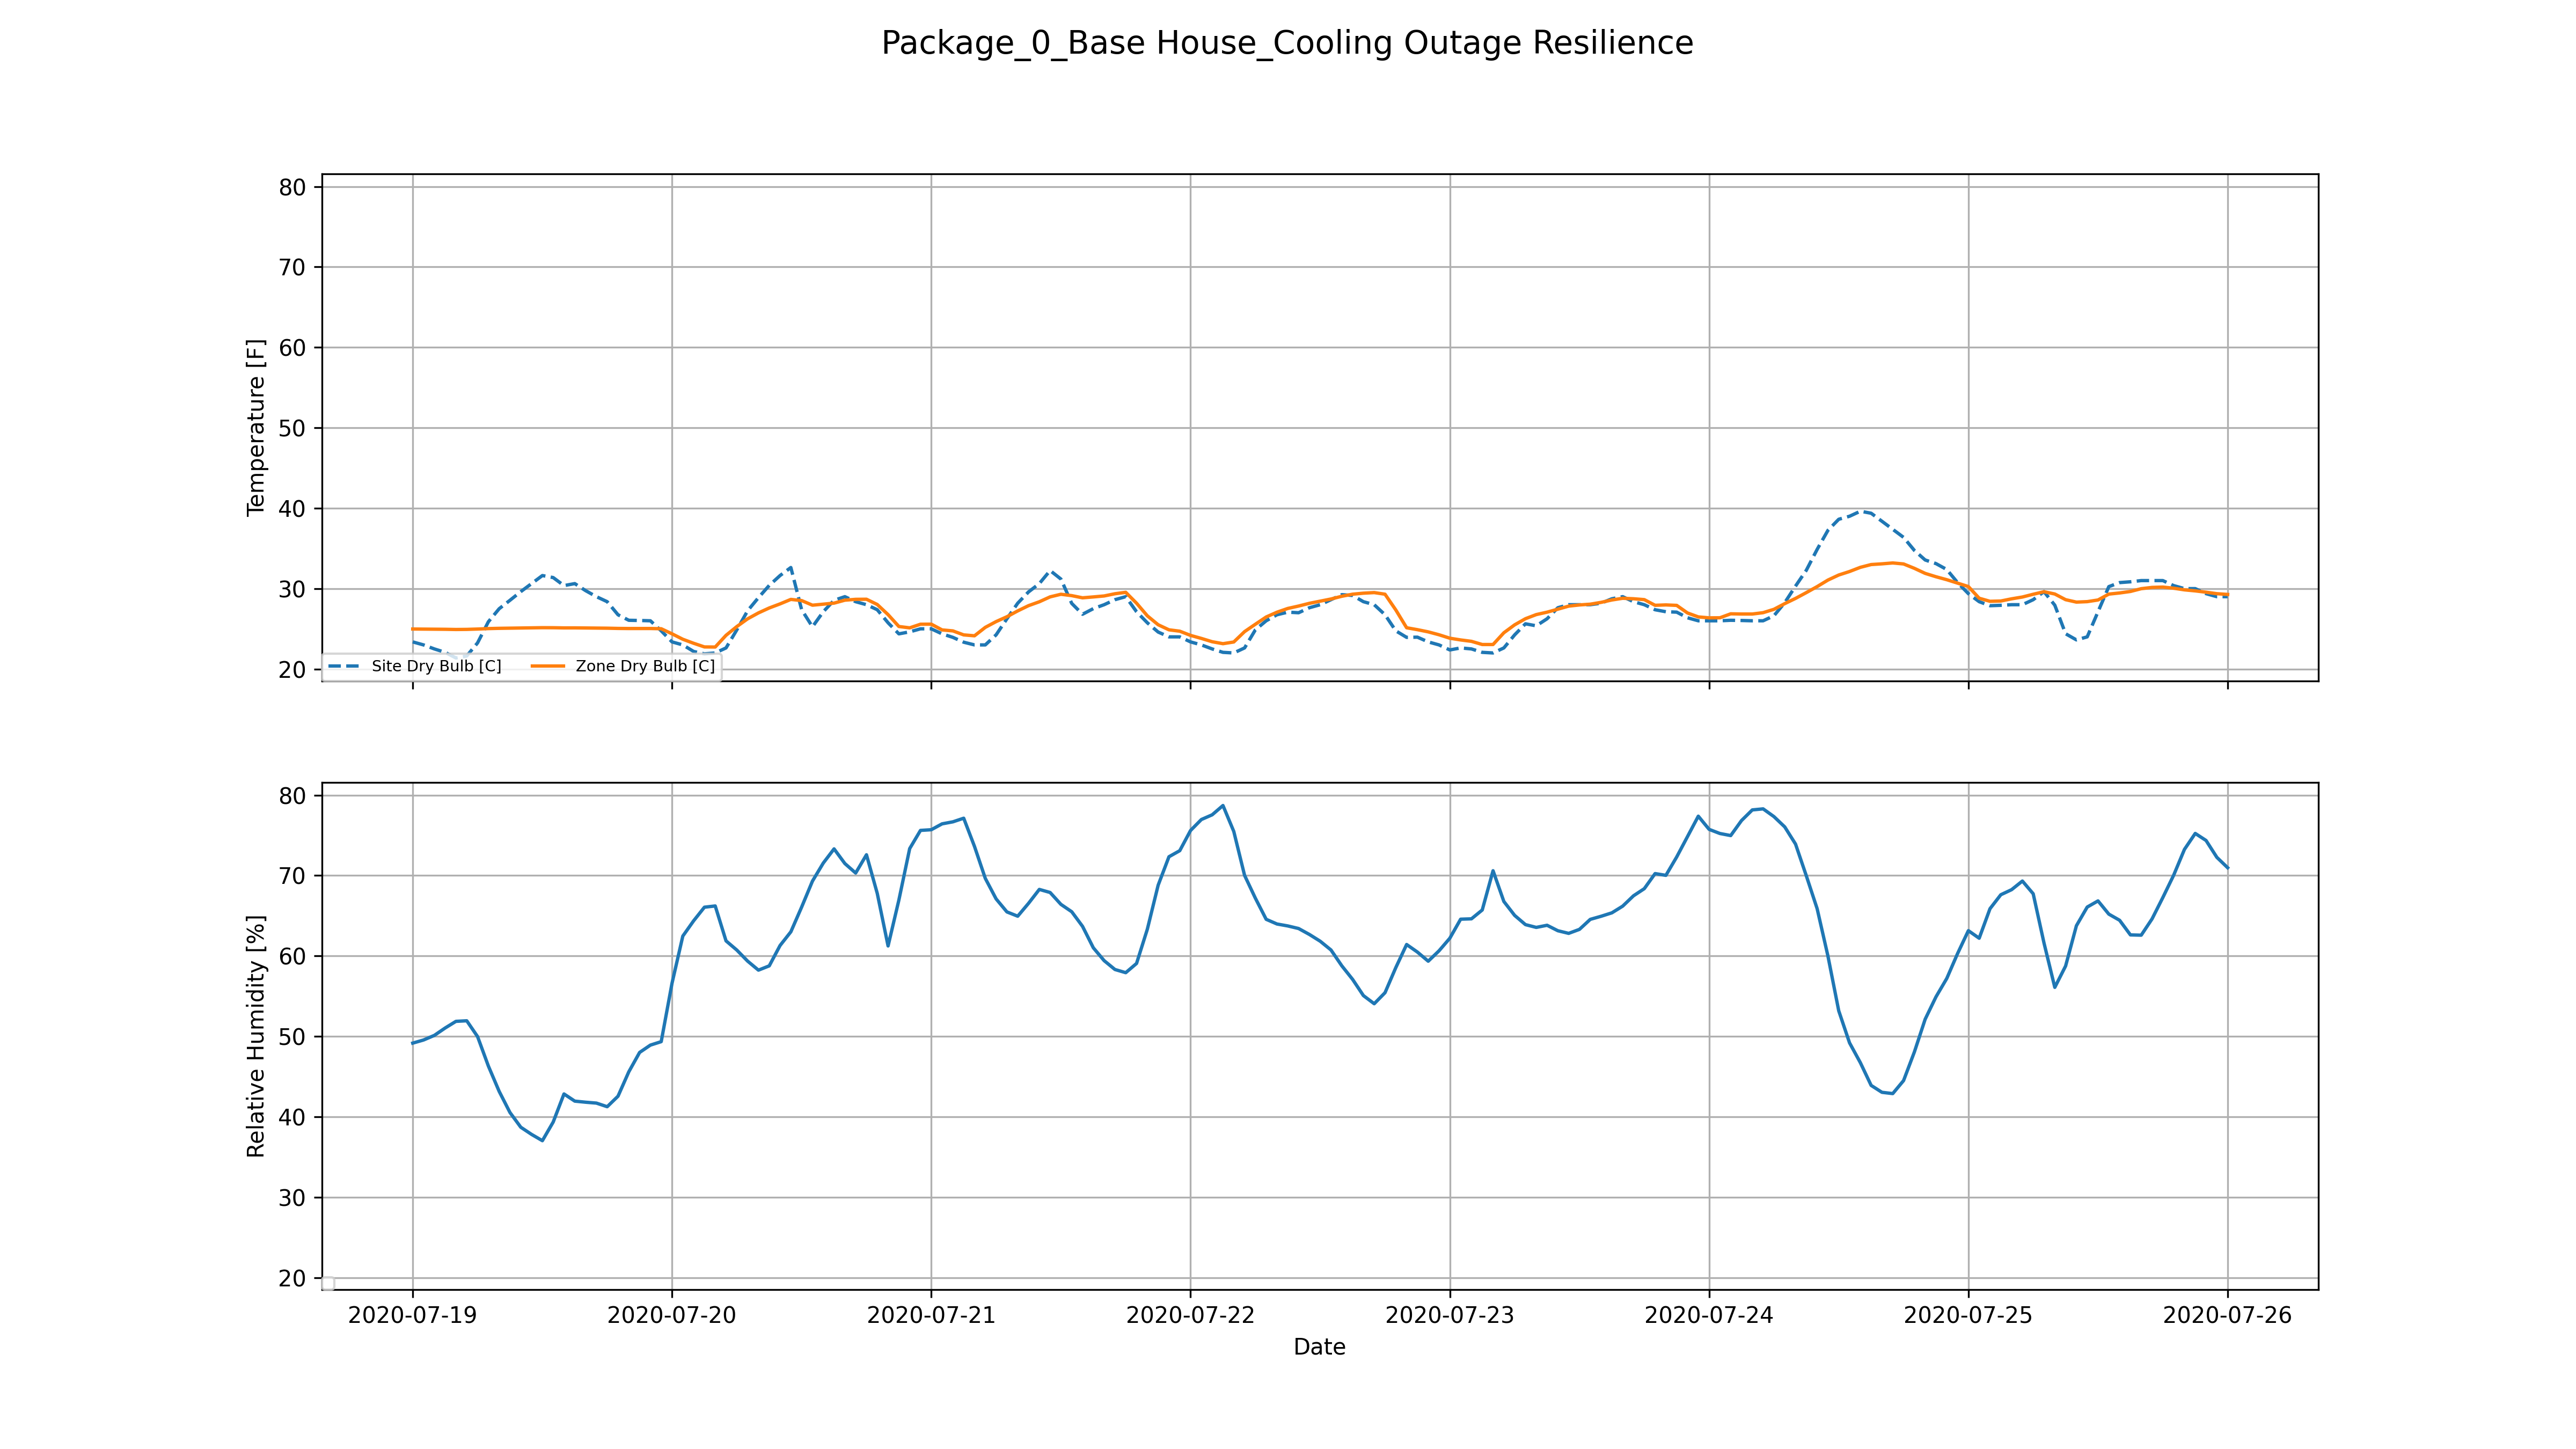 Package_0_Base House_Cooling Outage Resilience
80
70
60
50
40
30
20
Temperature [F]
Site Dry Bulb [C] Zone Dry Bulb [C]
80
70
60
50
40
30
20
Relative Humidity [%]
2020-07-19 2020-07-20 2020-07-21 2020-07-22 2020-07-23 2020-07-24 2020-07-25 2020-07-26
Date